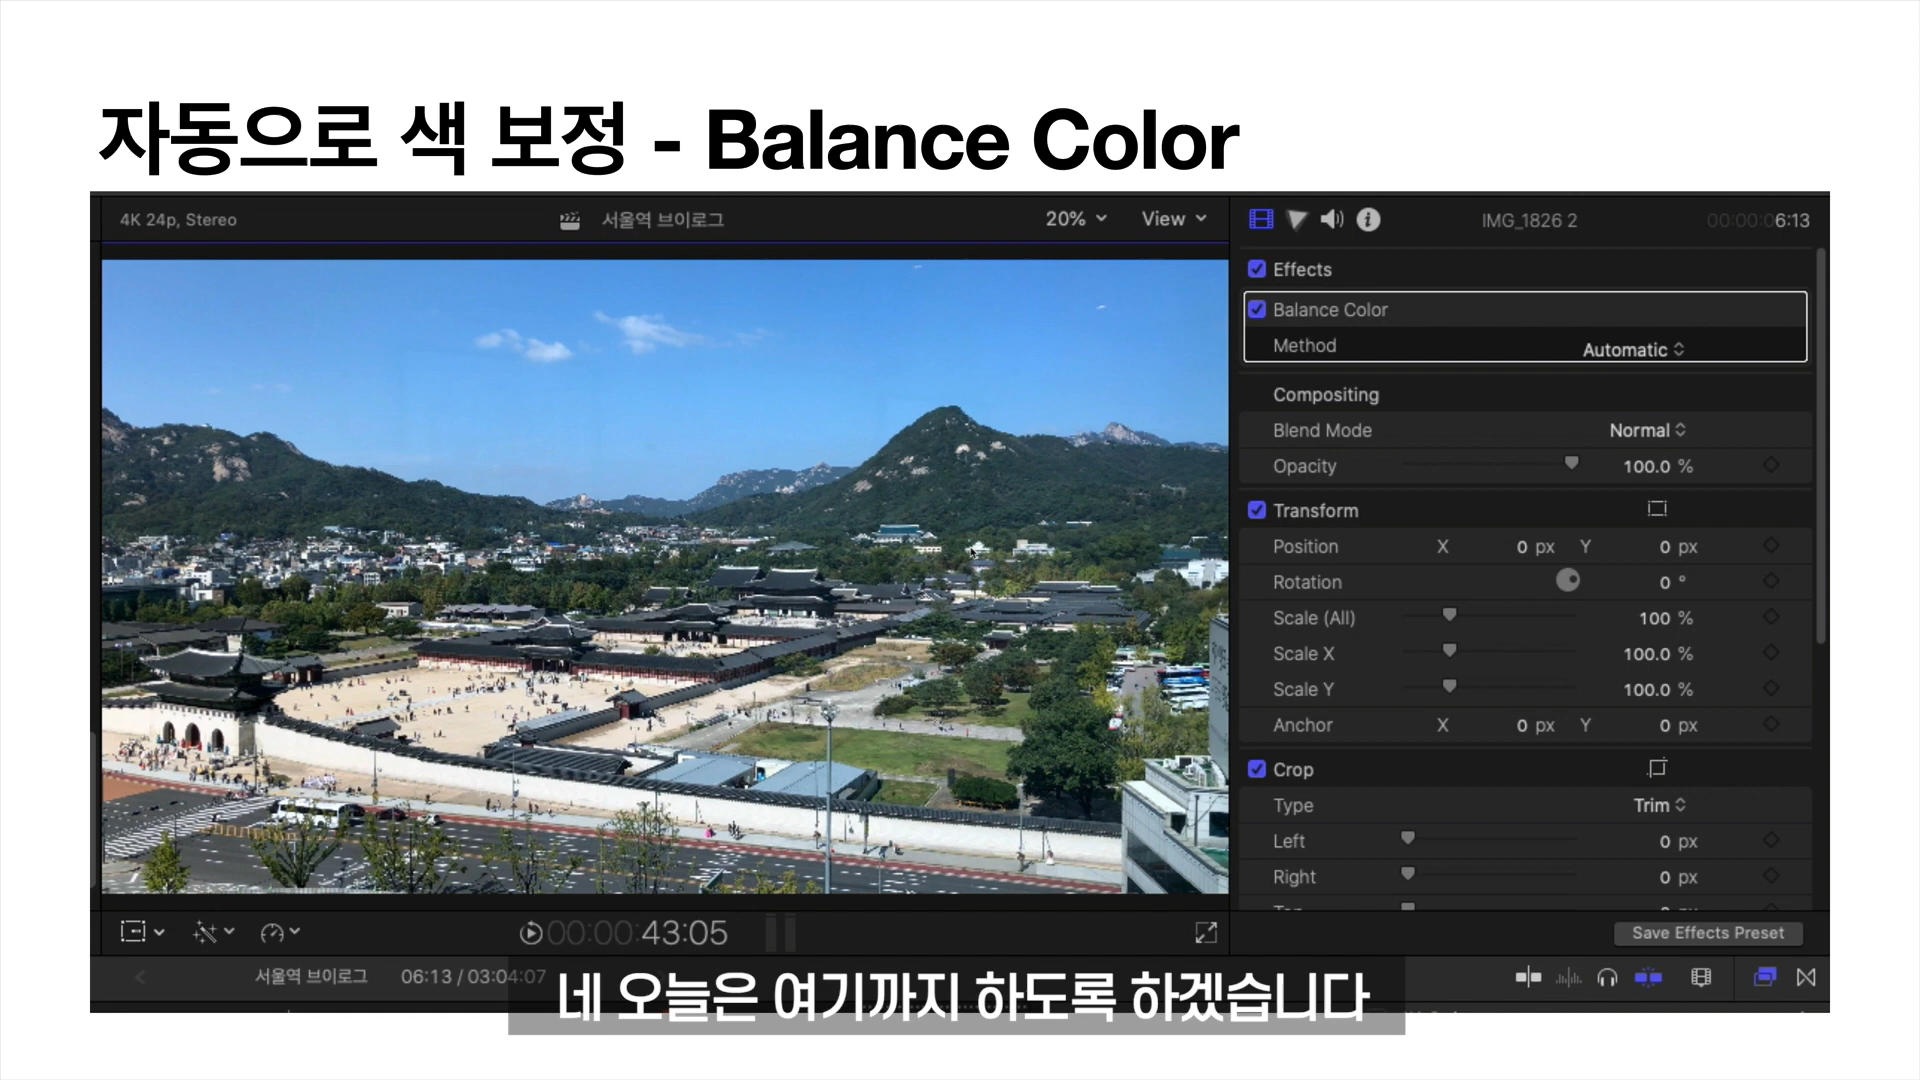 자동으로 색 보정 - Balance Color
4K 24p, Stereo
서울역 브이로그
20%
View
IMG_1826 2
00:00:06:13
Effects
Balance Color
Method
Automatic
Compositing
Blend Mode
Normal
Opacity
100.0 %
Transform
Position
X
0 px
Y
0 px
Rotation
0 °
Scale (All)
100 %
Scale X
100.0 %
Scale Y
100.0 %
Anchor
X
0 px
Y
0 px
Crop
Type
Trim
Left
0 px
Right
0 px
00:00:00:43:05
Save Effects Preset
서울역 브이로그
06:13 / 03:04:07
네 오늘은 여기까지 하도록 하겠습니다